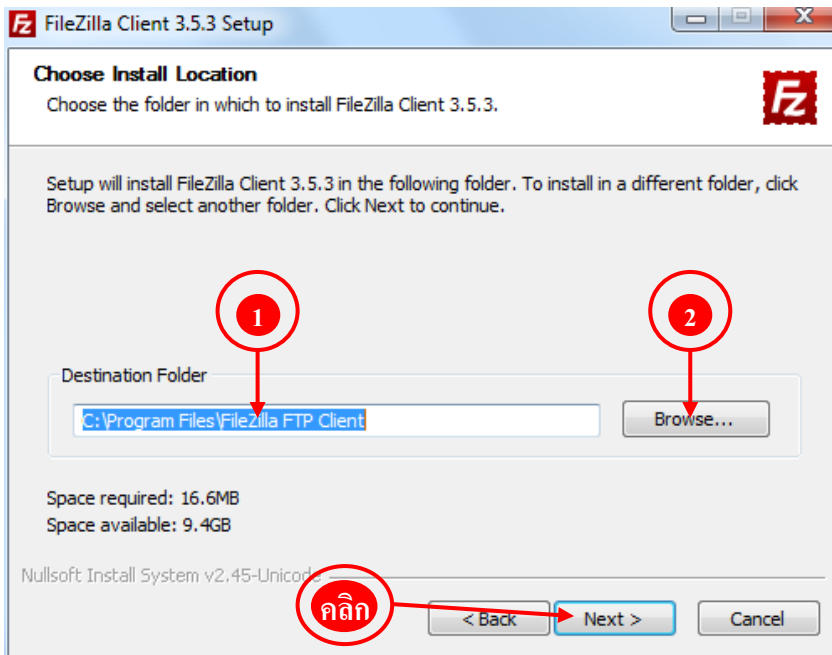 FileZilla Client 3.5.3 Setup
Choose Install Location
Choose the folder in which to install FileZilla Client 3.5.3.
Fz
Setup will install FileZilla Client 3.5.3 in the following folder. To install in a different folder, click
Browse and select another folder. Click Next to continue.
1
2
Destination Folder
C:\Program Files\FileZilla FTP Client
Browse...
Space required: 16.6MB
Space available: 9.4GB
Nullsoft Install System v2.45-Unicode
คลิก
< Back
Next >
Cancel